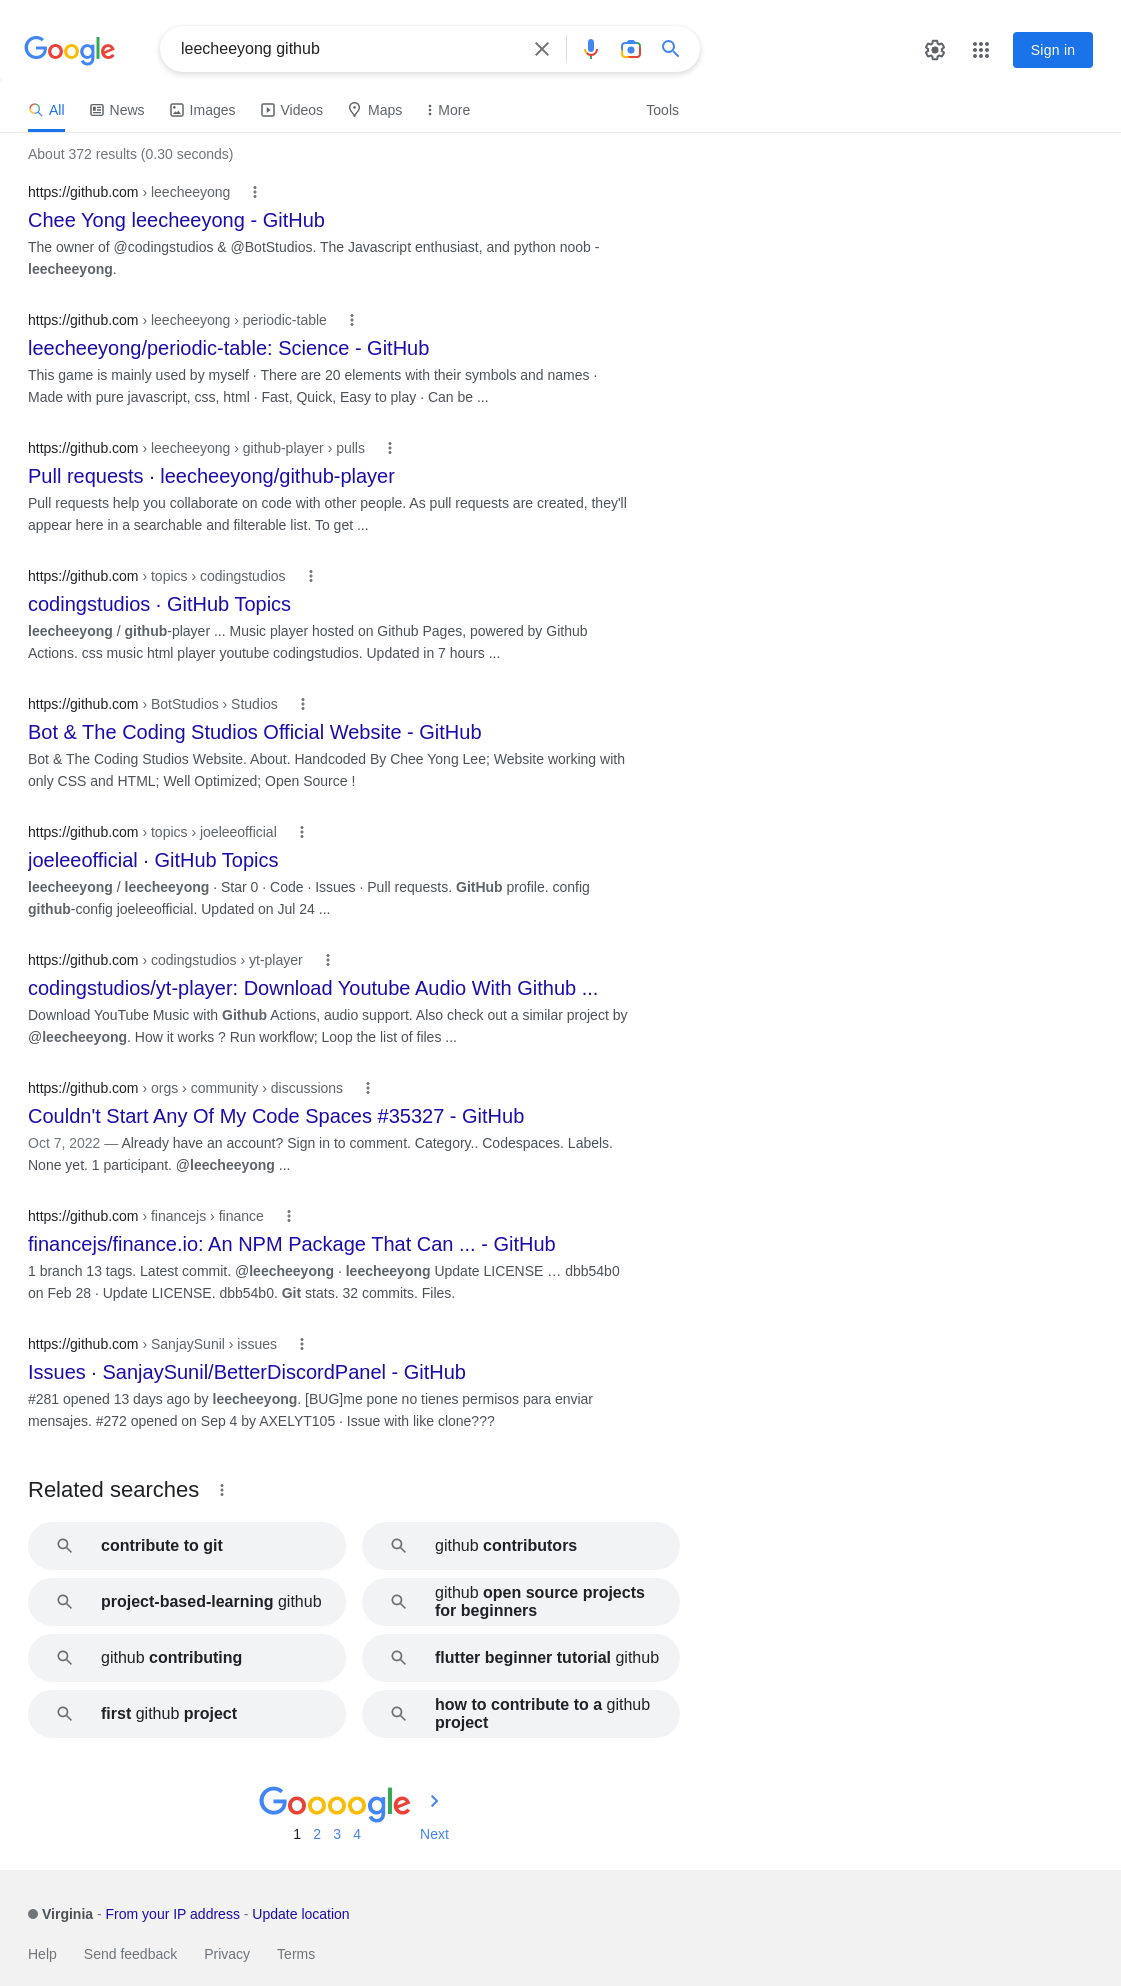 Google
leecheeyong github
Sign in
All
News
Images
Videos
Maps
More
Tools
About 372 results (0.30 seconds)
https://github.com › leecheeyong
Chee Yong leecheeyong - GitHub
The owner of @codingstudios & @BotStudios. The Javascript enthusiast, and python noob -
leecheeyong.
https://github.com › leecheeyong › periodic-table
leecheeyong/periodic-table: Science - GitHub
This game is mainly used by myself · There are 20 elements with their symbols and names ·
Made with pure javascript, css, html · Fast, Quick, Easy to play · Can be ...
https://github.com › leecheeyong › github-player › pulls
Pull requests · leecheeyong/github-player
Pull requests help you collaborate on code with other people. As pull requests are created, they'll
appear here in a searchable and filterable list. To get ...
https://github.com › topics › codingstudios
codingstudios · GitHub Topics
leecheeyong / github-player ... Music player hosted on Github Pages, powered by Github
Actions. css music html player youtube codingstudios. Updated in 7 hours ...
https://github.com › BotStudios › Studios
Bot & The Coding Studios Official Website - GitHub
Bot & The Coding Studios Website. About. Handcoded By Chee Yong Lee; Website working with
only CSS and HTML; Well Optimized; Open Source !
https://github.com › topics › joeleeofficial
joeleeofficial · GitHub Topics
leecheeyong / leecheeyong · Star 0 · Code · Issues · Pull requests. GitHub profile. config
github-config joeleeofficial. Updated on Jul 24 ...
https://github.com › codingstudios › yt-player
codingstudios/yt-player: Download Youtube Audio With Github ...
Download YouTube Music with Github Actions, audio support. Also check out a similar project by
@leecheeyong. How it works ? Run workflow; Loop the list of files ...
https://github.com › orgs › community › discussions
Couldn't Start Any Of My Code Spaces #35327 - GitHub
Oct 7, 2022 — Already have an account? Sign in to comment. Category.. Codespaces. Labels.
None yet. 1 participant. @leecheeyong ...
https://github.com › financejs › finance
financejs/finance.io: An NPM Package That Can ... - GitHub
1 branch 13 tags. Latest commit. @leecheeyong · leecheeyong Update LICENSE … dbb54b0
on Feb 28 · Update LICENSE. dbb54b0. Git stats. 32 commits. Files.
https://github.com › SanjaySunil › issues
Issues · SanjaySunil/BetterDiscordPanel - GitHub
#281 opened 13 days ago by leecheeyong. [BUG]me pone no tienes permisos para enviar
mensajes. #272 opened on Sep 4 by AXELYT105 · Issue with like clone???
Related searches
contribute to git
github contributors
project-based-learning github
github open source projects
for beginners
github contributing
flutter beginner tutorial github
first github project
how to contribute to a github
project
Goooogle
1 2 3 4 Next
Virginia - From your IP address - Update location
Help Send feedback Privacy Terms